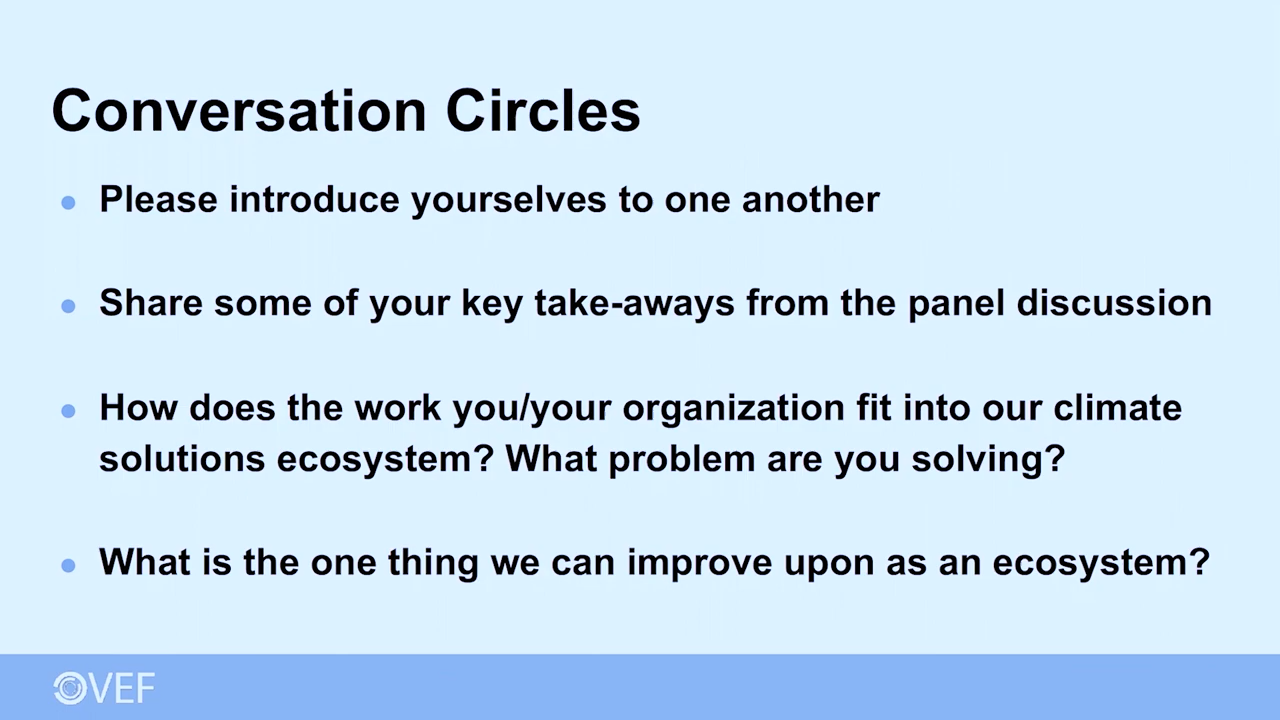 Conversation Circles
Please introduce yourselves to one another
Share some of your key take-aways from the panel discussion
How does the work you/your organization fit into our climate
solutions ecosystem? What problem are you solving?
What is the one thing we can improve upon as an ecosystem?
VEF